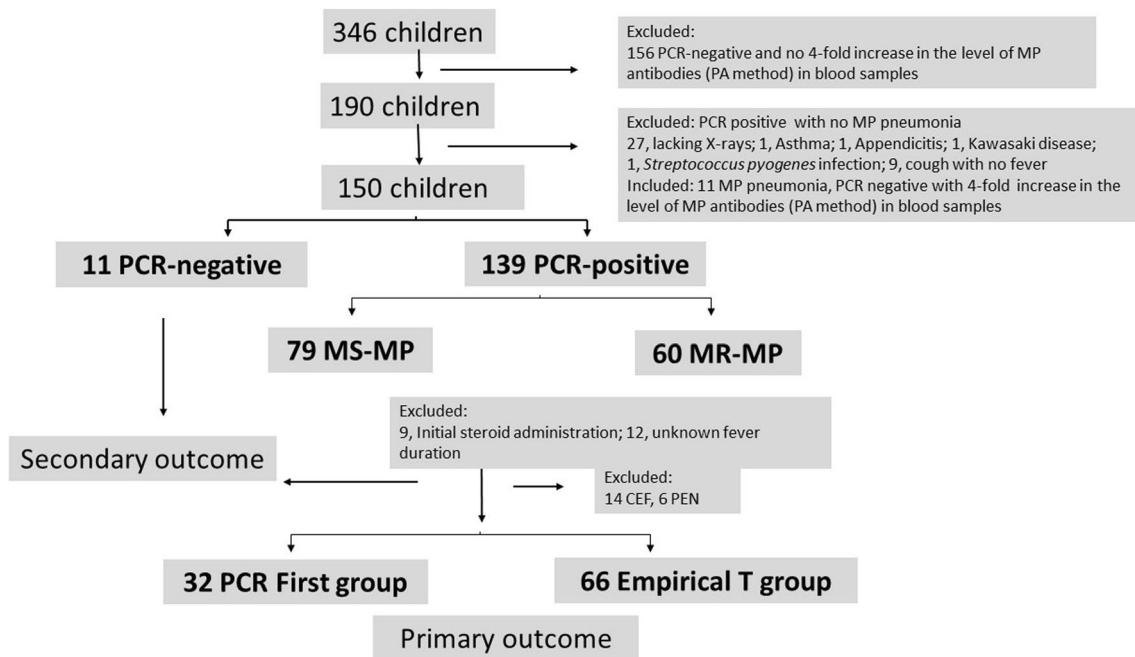 346 children
Excluded:
156 PCR-negative and no 4-fold increase in the level of MP
antibodies (PA method) in blood samples
190 children
Excluded: PCR positive with no MP pneumonia
27, lacking X-rays; 1, Asthma; 1, Appendicitis; 1, Kawasaki disease;
1, Streptococcus pyogenes infection; 9, cough with no fever
Included: 11 MP pneumonia, PCR negative with 4-fold increase in the
level of MP antibodies (PA method) in blood samples
150 children
11 PCR-negative
139 PCR-positive
79 MS-MP
60 MR-MP
Excluded:
9, Initial steroid administration; 12, unknown fever
duration
Secondary outcome
Excluded:
14 CEF, 6 PEN
32 PCR First group
66 Empirical T group
Primary outcome